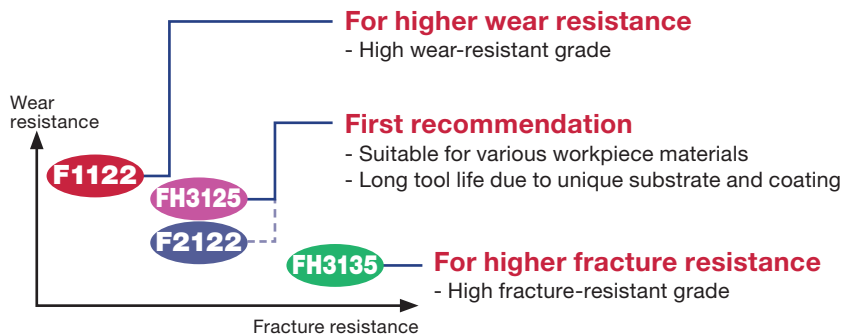 For higher wear resistance
- High wear-resistant grade
Wear
resistance
First recommendation
- Suitable for various workpiece materials
- Long tool life due to unique substrate and coating
F1122
FH3125
F2122
FH3135
For higher fracture resistance
- High fracture-resistant grade
Fracture resistance